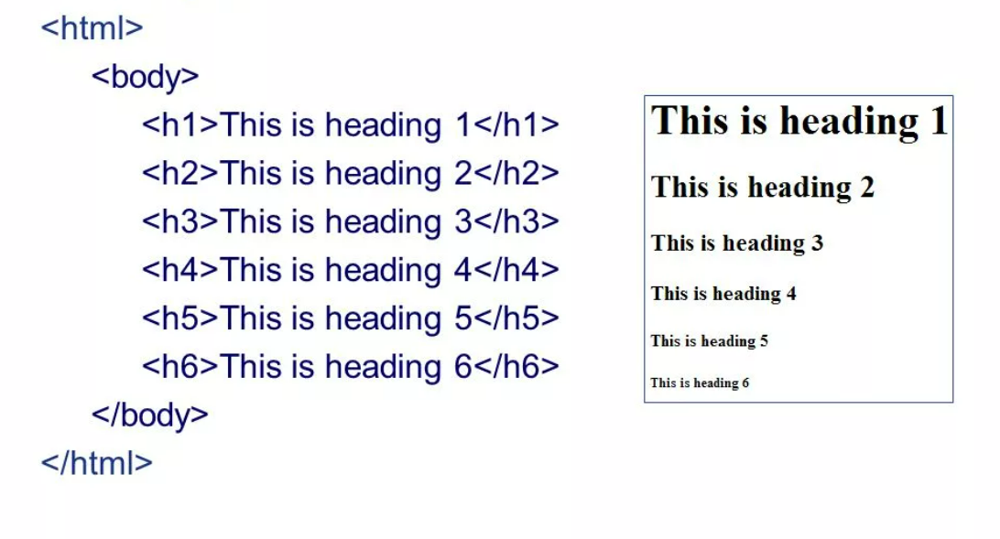 <html>
<body>
<h1>This is heading 1</h1>
<h2>This is heading 2</h2>
<h3>This is heading 3</h3>
<h4>This is heading 4</h4>
<h5>This is heading 5</h5>
<h6>This is heading 6</h6>
</body>
</html>
This is heading 1
This is heading 2
This is heading 3
This is heading 4
This is heading 5
This is heading 6